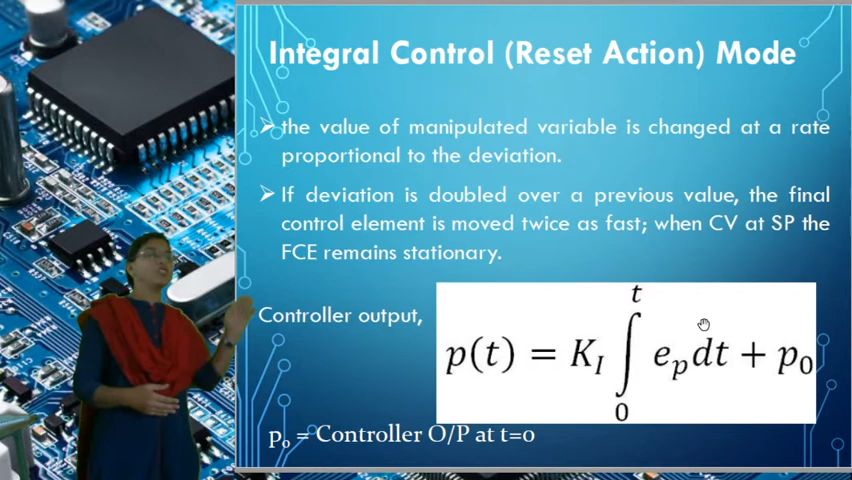 Integral Control (Reset Action) Mode
➢ the value of manipulated variable is changed at a rate
proportional to the deviation.
➢ If deviation is doubled over a previous value, the final
control element is moved twice as fast; when CV at SP the
FCE remains stationary.
Controller output,
p(t) = K_I ∫_0^t e_p dt + p_0
p₀ = Controller O/P at t=0